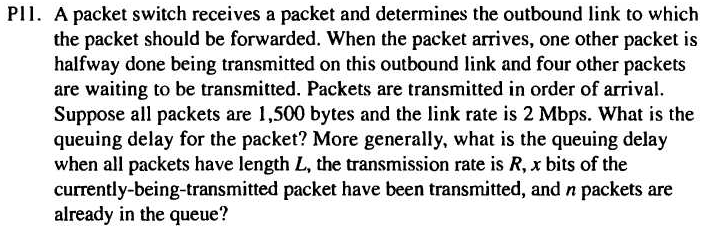 P11. A packet switch receives a packet and determines the outbound link to which
the packet should be forwarded. When the packet arrives, one other packet is
halfway done being transmitted on this outbound link and four other packets
are waiting to be transmitted. Packets are transmitted in order of arrival.
Suppose all packets are 1,500 bytes and the link rate is 2 Mbps. What is the
queuing delay for the packet? More generally, what is the queuing delay
when all packets have length L, the transmission rate is R, x bits of the
currently-being-transmitted packet have been transmitted, and n packets are
already in the queue?